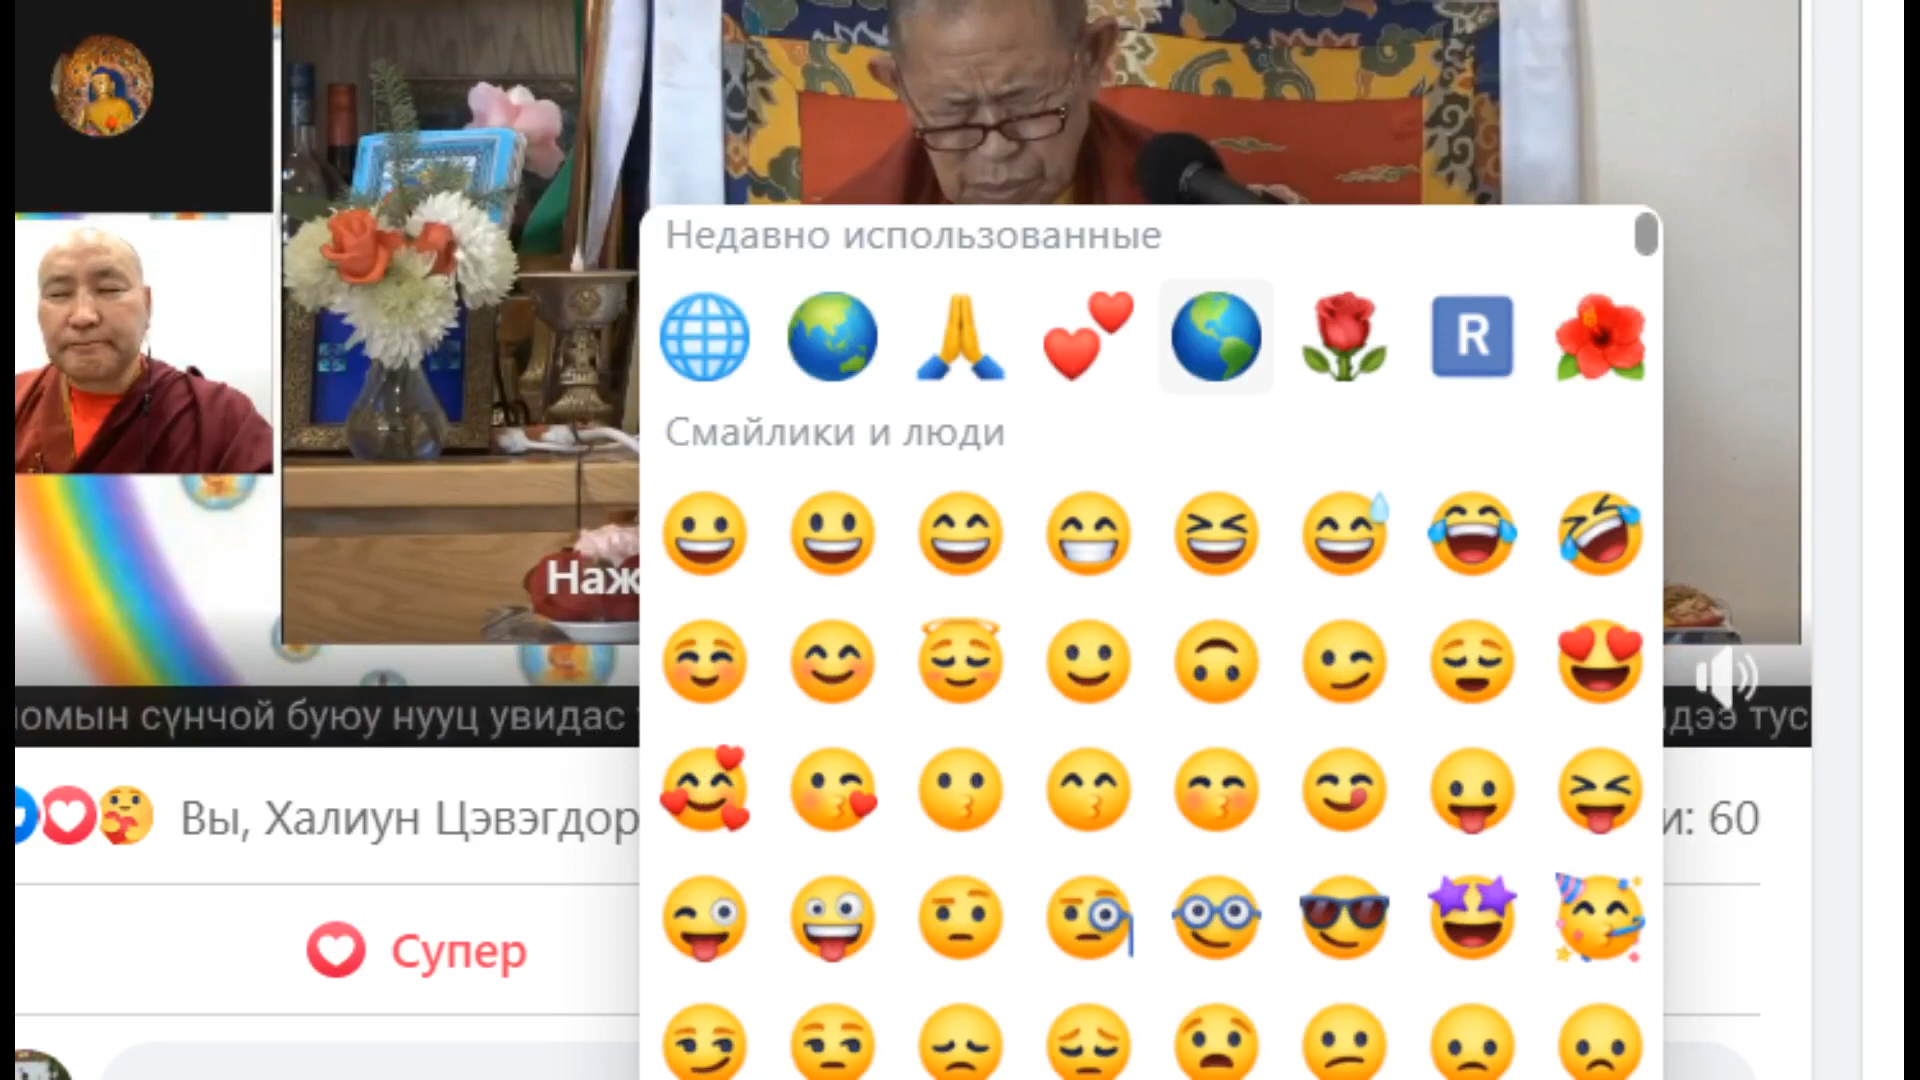 Недавно использованные
R
Смайлики и люди
Наж
омын сүнчой буюу нууц увидас
дээ тус
Вы, Халиун Цэвэгдор
и: 60
Супер